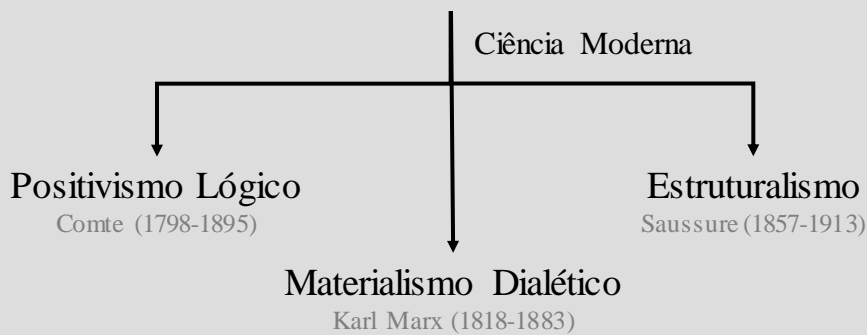 Ciência Moderna
Positivismo Lógico
Comte (1798-1895)
Estruturalismo
Saussure (1857-1913)
Materialismo Dialético
Karl Marx (1818-1883)